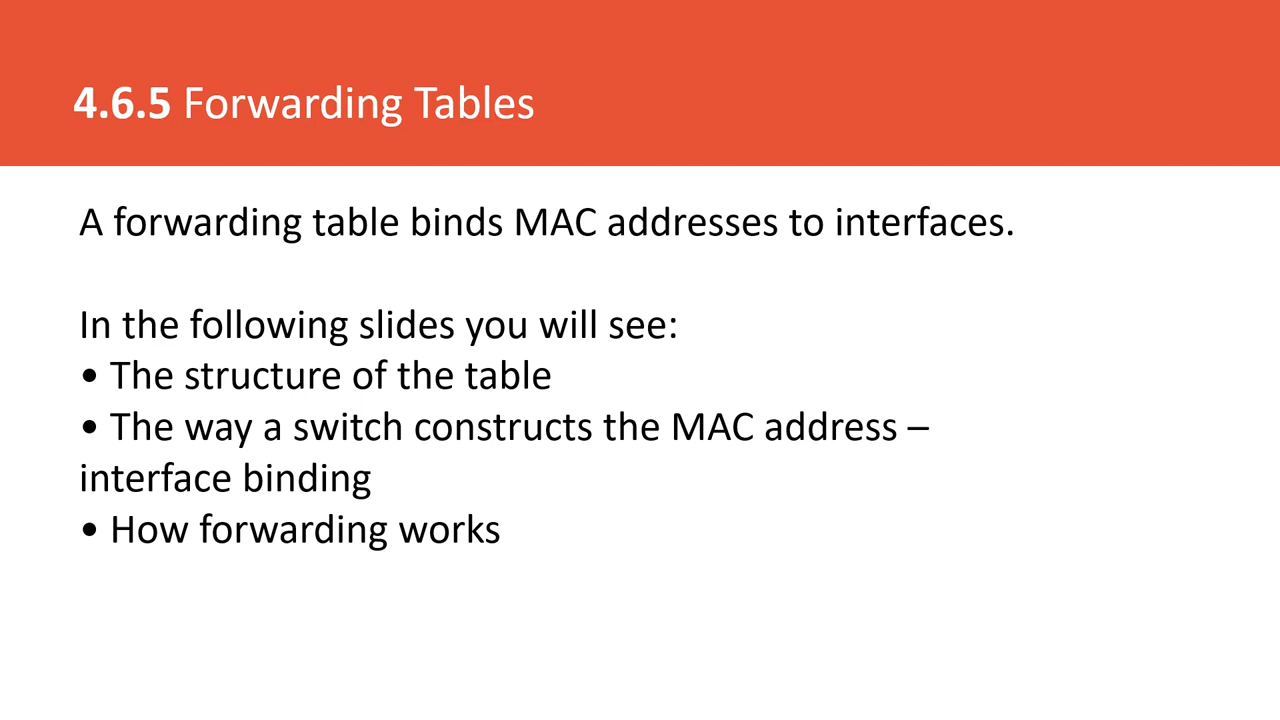 4.6.5 Forwarding Tables
A forwarding table binds MAC addresses to interfaces.
In the following slides you will see:
• The structure of the table
• The way a switch constructs the MAC address –
interface binding
• How forwarding works